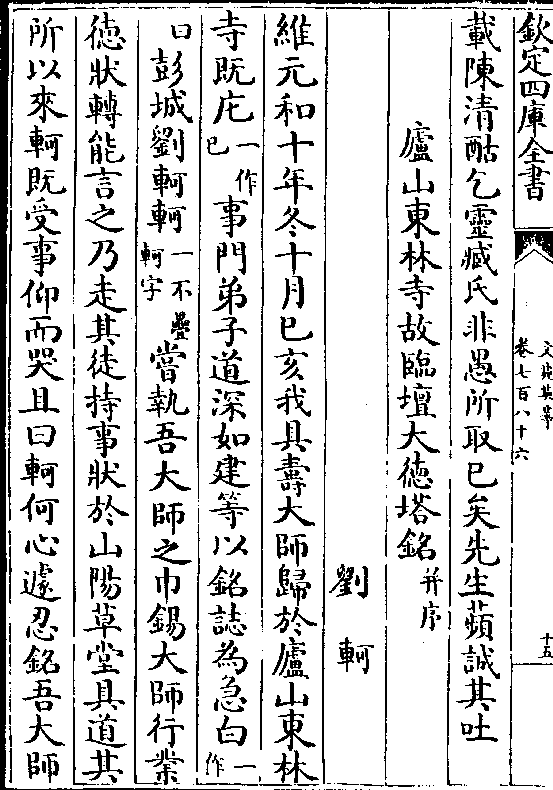 欽定四庫全書
文苑英華
卷七百八十六
十五
載陳清酤乞靈臧氏非愚所取已矣先生蘋誠其吐
廬山東林寺故臨壇大徳塔銘并序
劉軻
維元和十年冬十月已亥我具壽大師歸於廬山東林
寺既庀一作已事門弟子道深如建等以銘誌為急白一作
曰彭城劉軻軻一不疊軻字嘗執吾大師之巾錫大師行業
徳狀轉能言之乃走其徒持事狀於山陽草堂具道其
所以來軻既受事仰而哭且曰軻何心遽忍銘吾大師